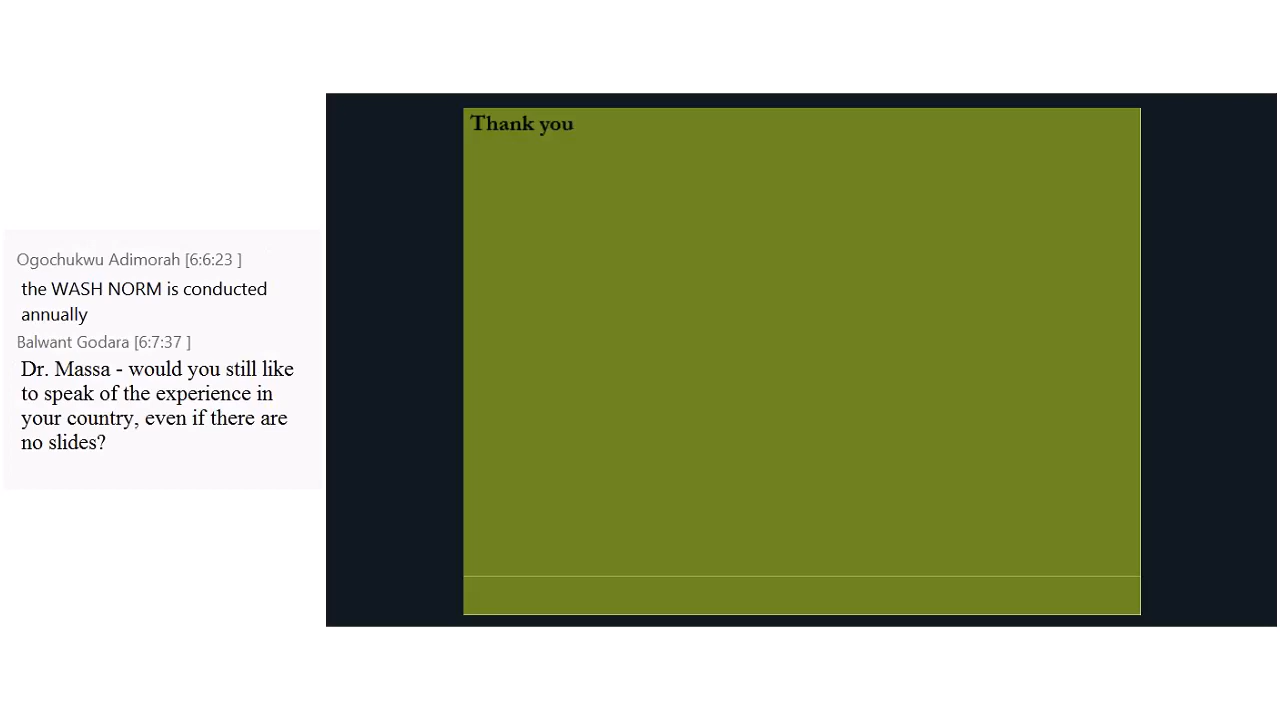 Ogochukwu Adimorah [6:6:23 ]
the WASH NORM is conducted
annually
Balwant Godara [6:7:37 ]
Dr. Massa - would you still like
to speak of the experience in
your country, even if there are
no slides?
Thank you